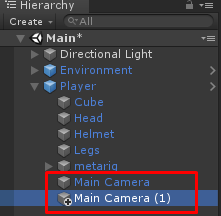 Hierarchy
Create All
Main*
Directional Light
Environment
Player
Cube
Head
Helmet
Legs
metarig
Main Camera
Main Camera (1)